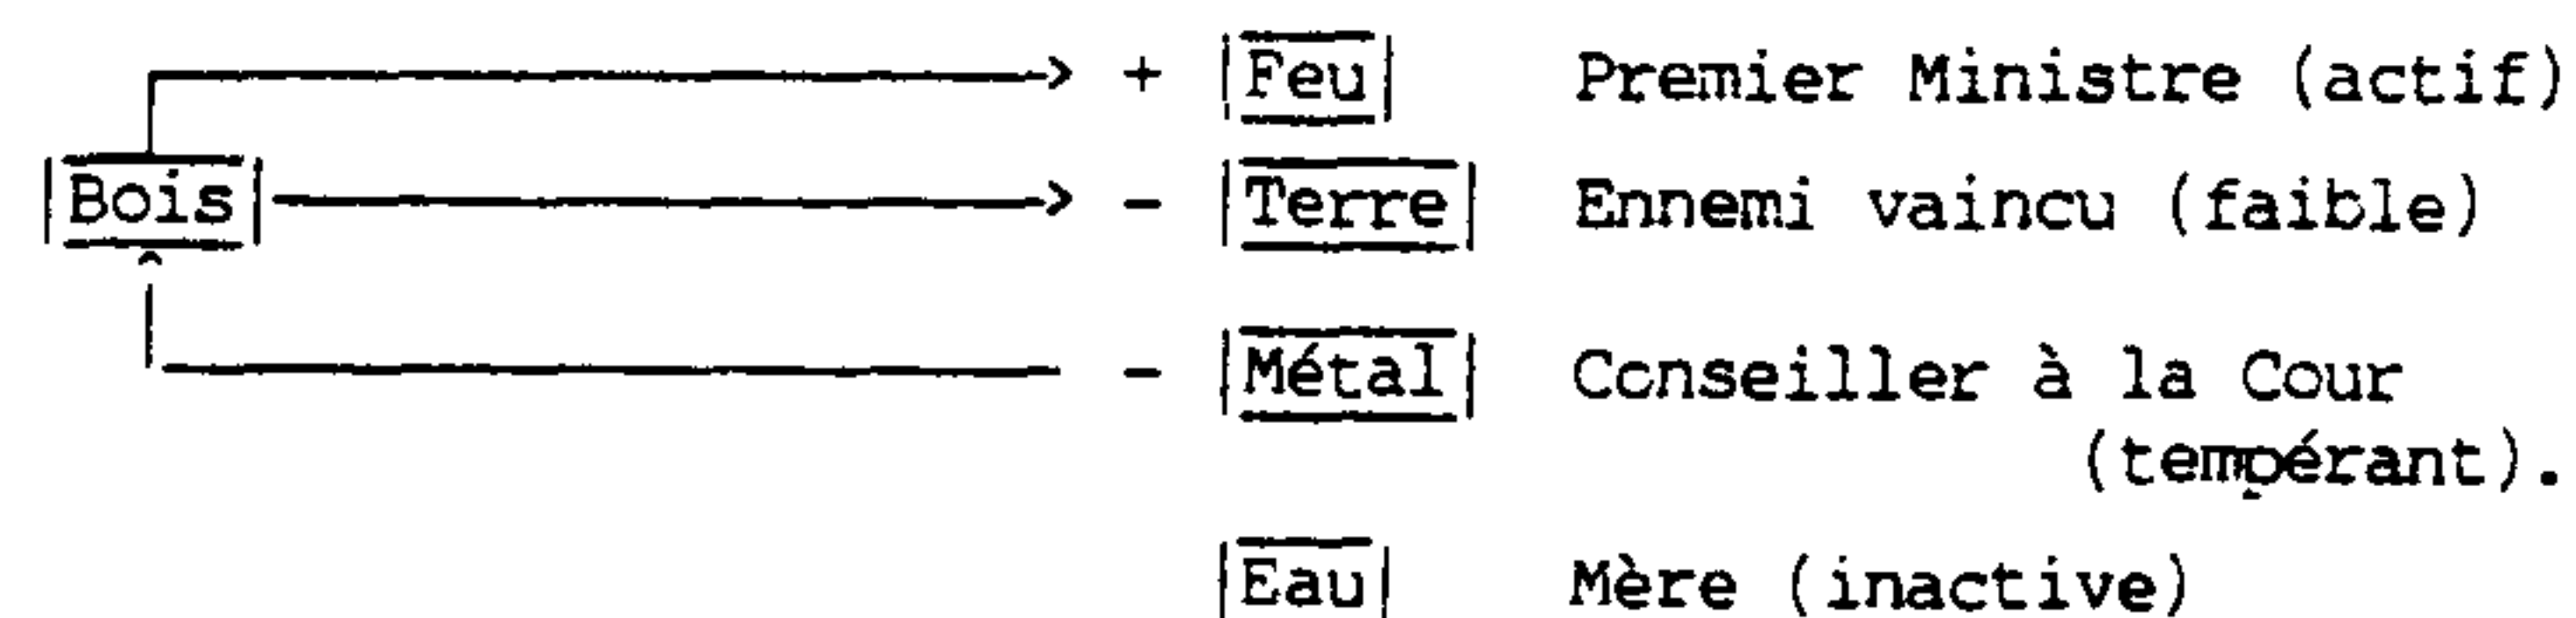 + Feu Premier Ministre (actif)
Bois - Terre Ennemi vaincu (faible)
- Métal Conseiller à la Cour
(tempérant).
Eau Mère (inactive)